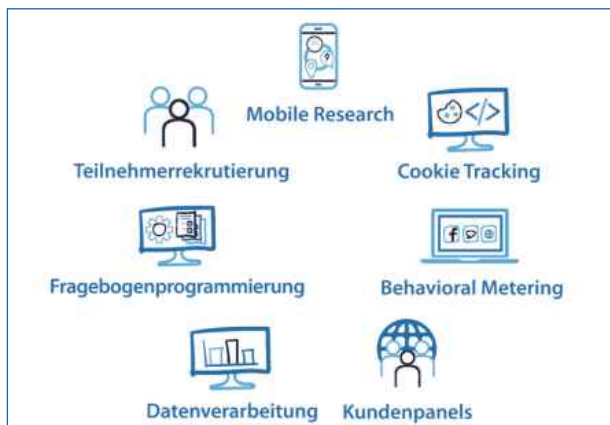 Mobile Research
Teilnehmerrekrutierung
Cookie Tracking
Fragebogenprogrammierung
Behavioral Metering
Datenverarbeitung
Kundenpanels